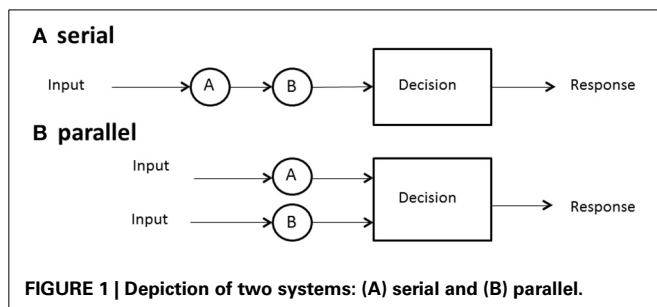 A serial
Input A B Decision Response
B parallel
Input A
Decision
Input B Response
FIGURE 1 | Depiction of two systems: (A) serial and (B) parallel.